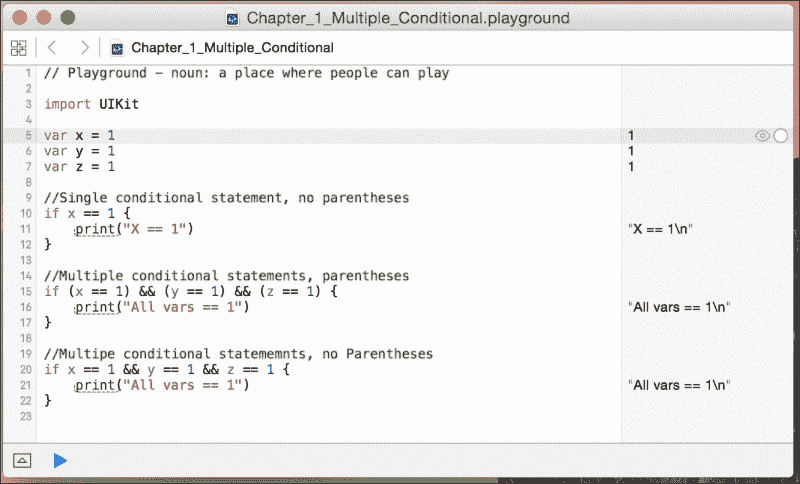 Chapter_1_Multiple_Conditional.playground
Chapter_1_Multiple_Conditional
1 // Playground - noun: a place where people can play
2
3 import UIKit
4
5 var x = 1 1
6 var y = 1 1
7 var z = 1 1
8
9 //Single conditional statement, no parentheses
10 if x == 1 {
11 print("X == 1") "X == 1\n"
12 }
13
14 //Multiple conditional statements, parentheses
15 if (x == 1) && (y == 1) && (z == 1) {
16 print("All vars == 1") "All vars == 1\n"
17 }
18
19 //Multipe conditional statememnts, no Parentheses
20 if x == 1 && y == 1 && z == 1 {
21 print("All vars == 1") "All vars == 1\n"
22 }
23